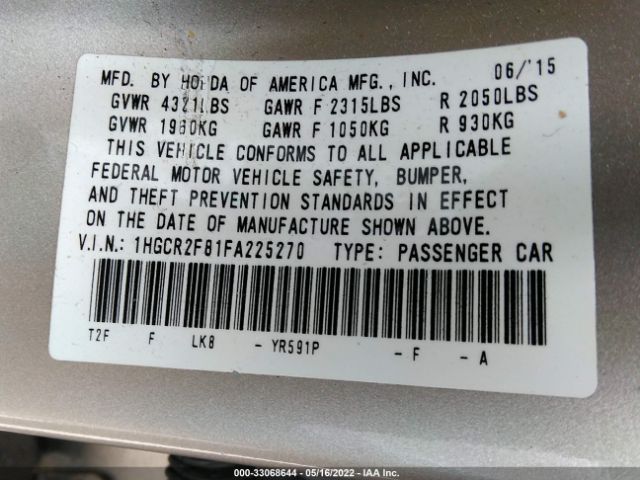 MFD. BY HONDA OF AMERICA MFG., INC. 06/'15
GVWR 4321LBS GAWR F 2315LBS R 2050LBS
GVWR 1960KG GAWR F 1050KG R 930KG
THIS VEHICLE CONFORMS TO ALL APPLICABLE
FEDERAL MOTOR VEHICLE SAFETY, BUMPER,
AND THEFT PREVENTION STANDARDS IN EFFECT
ON THE DATE OF MANUFACTURE SHOWN ABOVE.
V.I.N.: 1HGCR2F81FA225270 TYPE: PASSENGER CAR
T2F F LK8 - YR591P - F - A
000-33068644 | 05/16/2022 - IAA Inc.